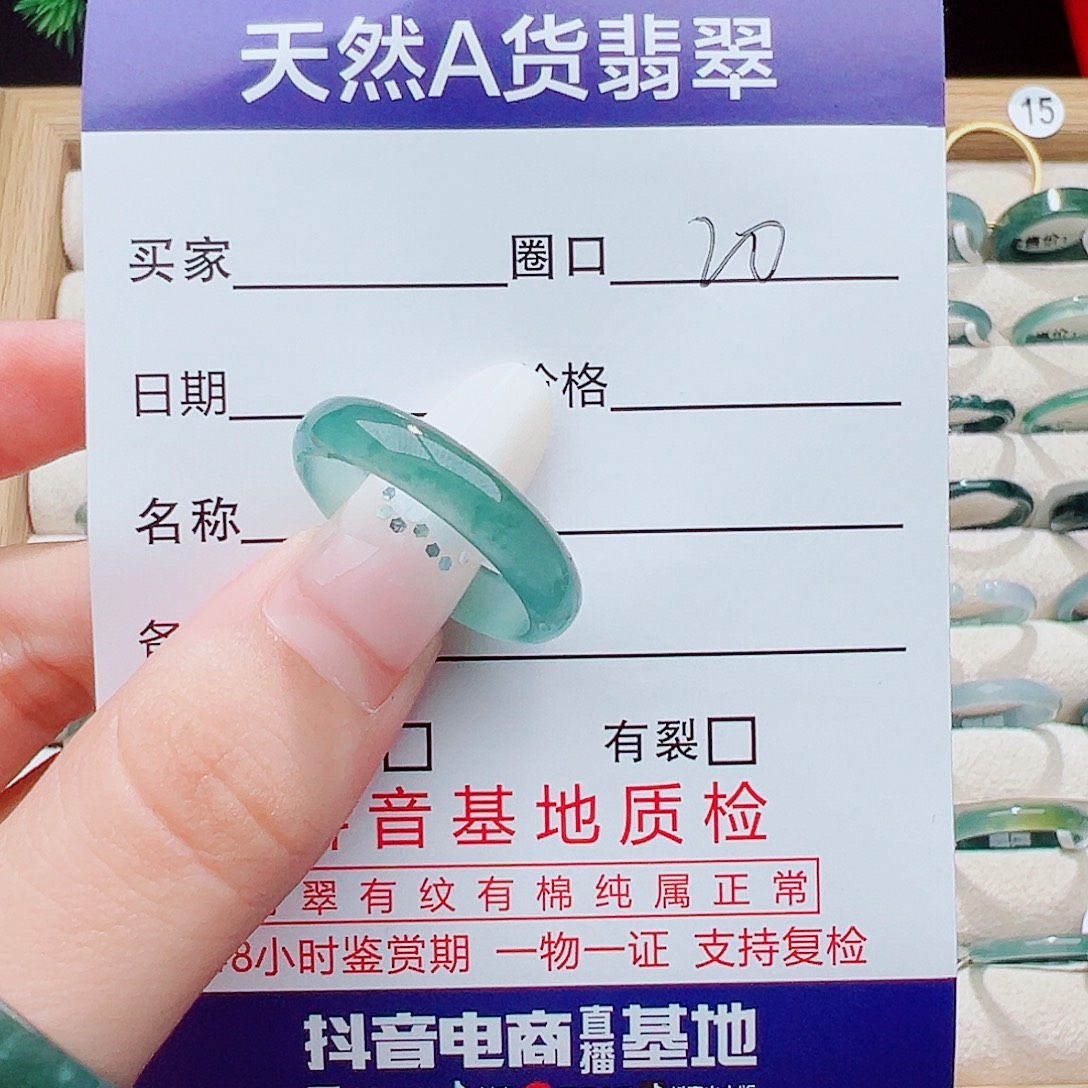 天然A货翡翠
15
买家 圈口 20
日期 格
名称
有裂
音基地质检
翠有纹有棉纯属正常
8小时鉴赏期 一物一证 支持复检
抖音电商直播基地